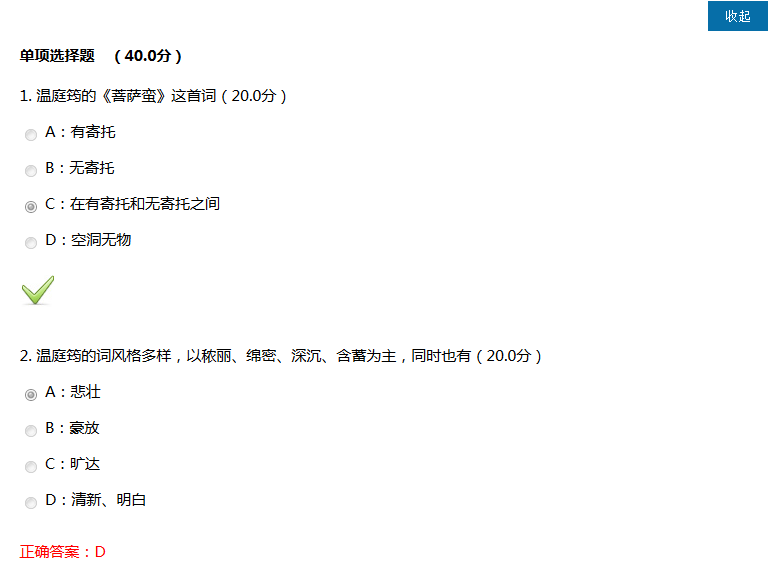 收起
单项选择题 （40.0分）
1. 温庭筠的《菩萨蛮》这首词（20.0分）
A：有寄托
B：无寄托
C：在有寄托和无寄托之间
D：空洞无物
2. 温庭筠的词风格多样，以秾丽、绵密、深沉、含蓄为主，同时也有（20.0分）
A：悲壮
B：豪放
C：旷达
D：清新、明白
正确答案：D